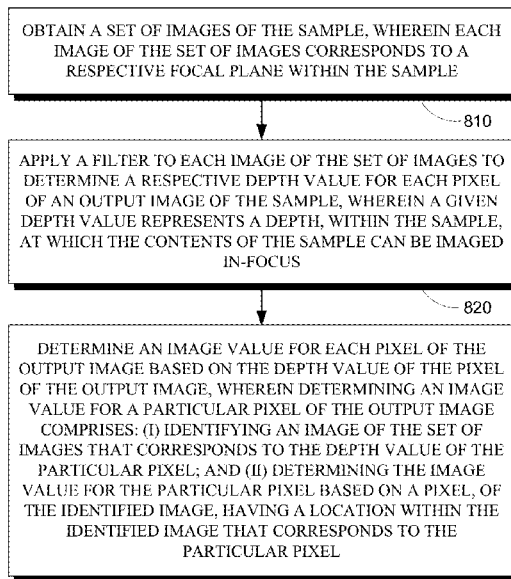 OBTAIN A SET OF IMAGES OF THE SAMPLE, WHEREIN EACH
IMAGE OF THE SET OF IMAGES CORRESPONDS TO A
RESPECTIVE FOCAL PLANE WITHIN THE SAMPLE
810
APPLY A FILTER TO EACH IMAGE OF THE SET OF IMAGES TO
DETERMINE A RESPECTIVE DEPTH VALUE FOR EACH PIXEL
OF AN OUTPUT IMAGE OF THE SAMPLE, WHEREIN A GIVEN
DEPTH VALUE REPRESENTS A DEPTH, WITHIN THE SAMPLE,
AT WHICH THE CONTENTS OF THE SAMPLE CAN BE IMAGED
IN-FOCUS
820
DETERMINE AN IMAGE VALUE FOR EACH PIXEL OF THE
OUTPUT IMAGE BASED ON THE DEPTH VALUE OF THE PIXEL
OF THE OUTPUT IMAGE, WHEREIN DETERMINING AN IMAGE
VALUE FOR A PARTICULAR PIXEL OF THE OUTPUT IMAGE
COMPRISES: (I) IDENTIFYING AN IMAGE OF THE SET OF
IMAGES THAT CORRESPONDS TO THE DEPTH VALUE OF THE
PARTICULAR PIXEL; AND (II) DETERMINING THE IMAGE
VALUE FOR THE PARTICULAR PIXEL BASED ON A PIXEL, OF
THE IDENTIFIED IMAGE, HAVING A LOCATION WITHIN THE
IDENTIFIED IMAGE THAT CORRESPONDS TO THE
PARTICULAR PIXEL